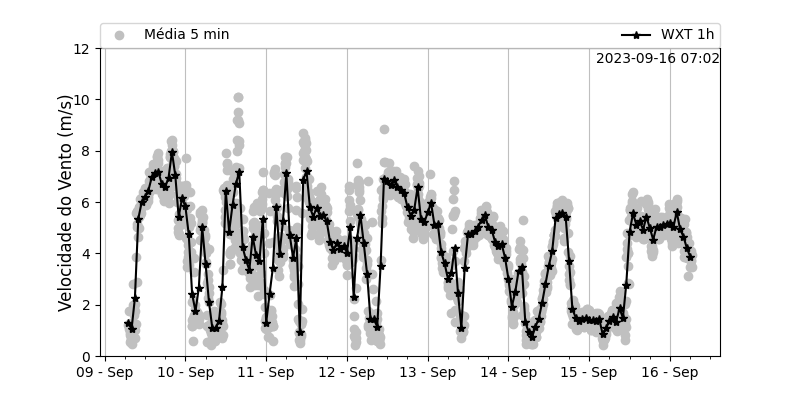 Média 5 min WXT 1h
2023-09-16 07:02
Velocidade do Vento (m/s)
12
10
8
6
4
2
0
09 - Sep 10 - Sep 11 - Sep 12 - Sep 13 - Sep 14 - Sep 15 - Sep 16 - Sep